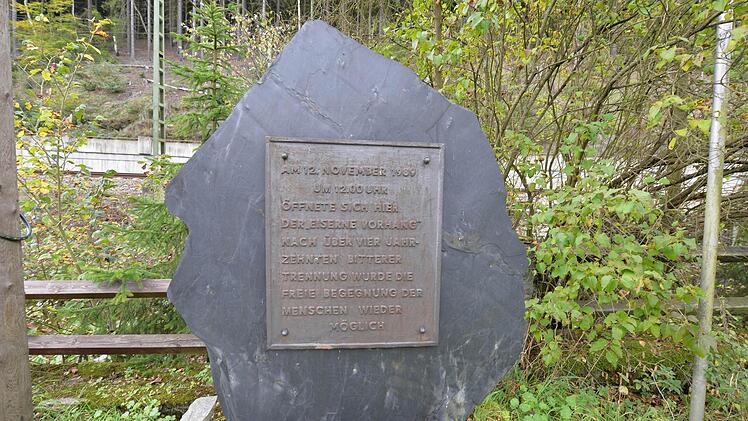 AM 12. NOVEMBER 1989
UM 12.00 UHR
ÖFFNETE SICH HIER
DER „EISERNE VORHANG“
NACH ÜBER VIER JAHR-
ZEHNTEN BITTERER
TRENNUNG WURDE DIE
FREIE BEGEGNUNG DER
MENSCHEN WIEDER
MÖGLICH